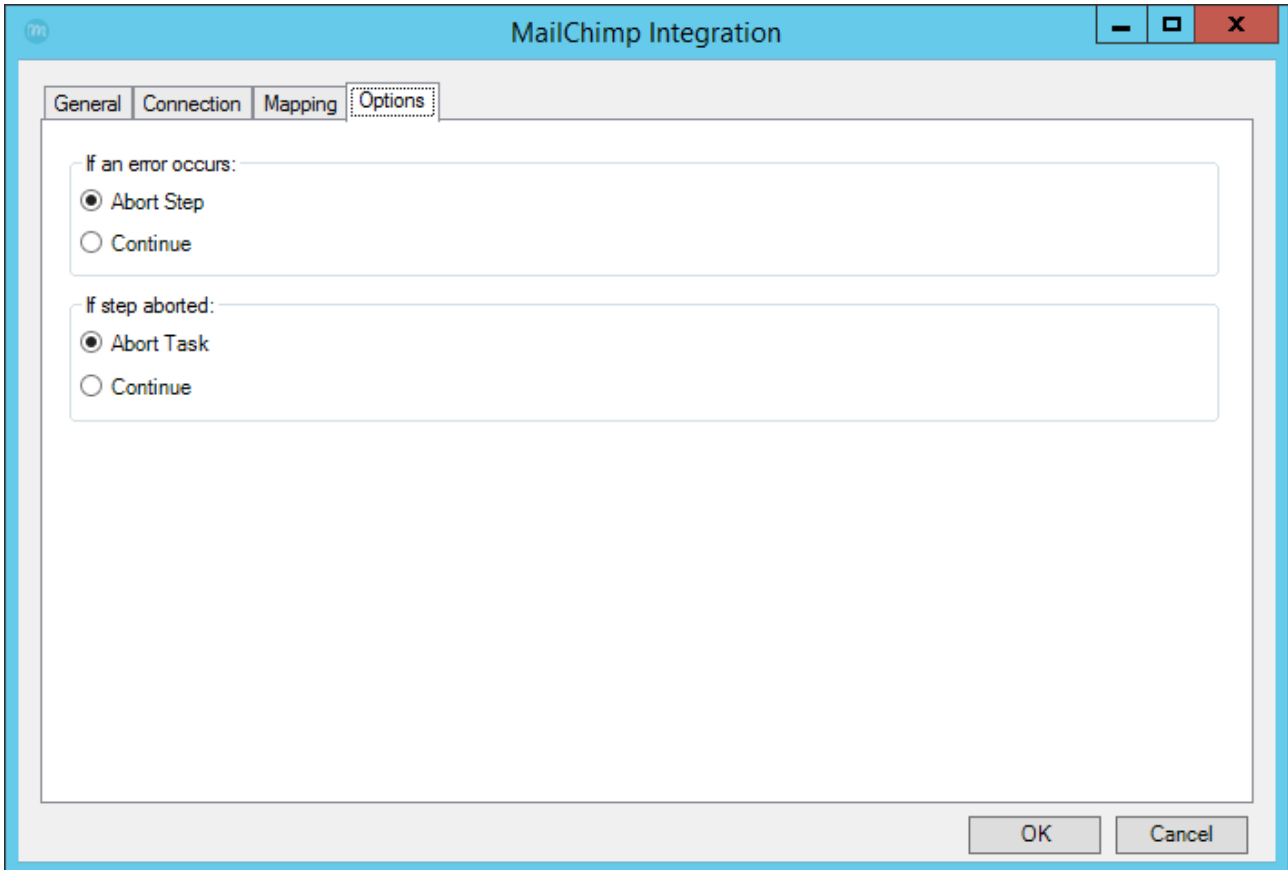 MailChimp Integration
General Connection Mapping Options
If an error occurs:
Abort Step
Continue
If step aborted:
Abort Task
Continue
OK Cancel